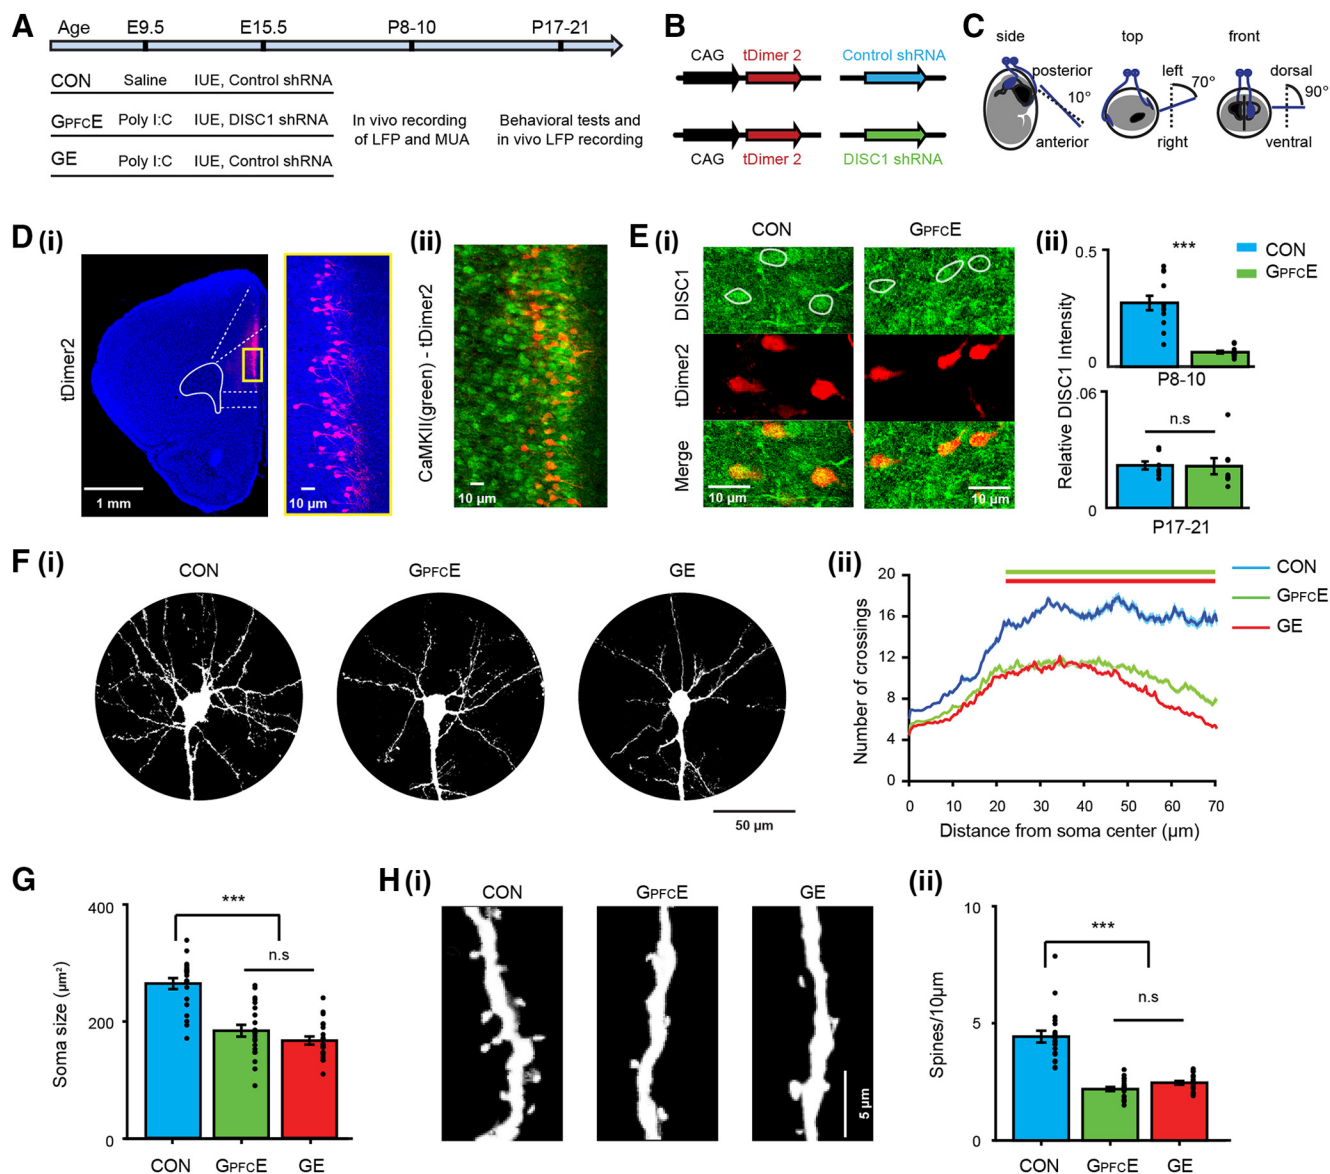 A
Age E9.5 E15.5 P8-10 P17-21
CON Saline IUE, Control shRNA
GPFCE Poly I:C IUE, DISC1 shRNA
GE Poly I:C IUE, Control shRNA
In vivo recording
of LFP and MUA
Behavioral tests and
in vivo LFP recording
B
CAG tDimer 2 Control shRNA
CAG tDimer 2 DISC1 shRNA
C
side top front
posterior
10°
anterior
left
70°
right
dorsal
90°
ventral
D (i)
tDimer2
1 mm
10 µm
(ii)
CaMKII(green) - tDimer2
10 µm
E (i)
CON GPFCE
DISC1
tDimer2
Merge
10 µm
10 µm
(ii)
Relative DISC1 Intensity
0.5
***
CON
GPFCE
0
P8-10
.06
n.s
0
P17-21
F (i)
CON GPFCE GE
50 µm
(ii)
Number of crossings
20
16
12
8
4
0
0 10 20 30 40 50 60 70
Distance from soma center (µm)
CON
GPFCE
GE
G
Soma size (µm²)
400
200
0
***
n.s
CON GPFCE GE
H (i)
CON GPFCE GE
5 µm
(ii)
Spines/10µm
10
5
0
***
n.s
CON GPFCE GE